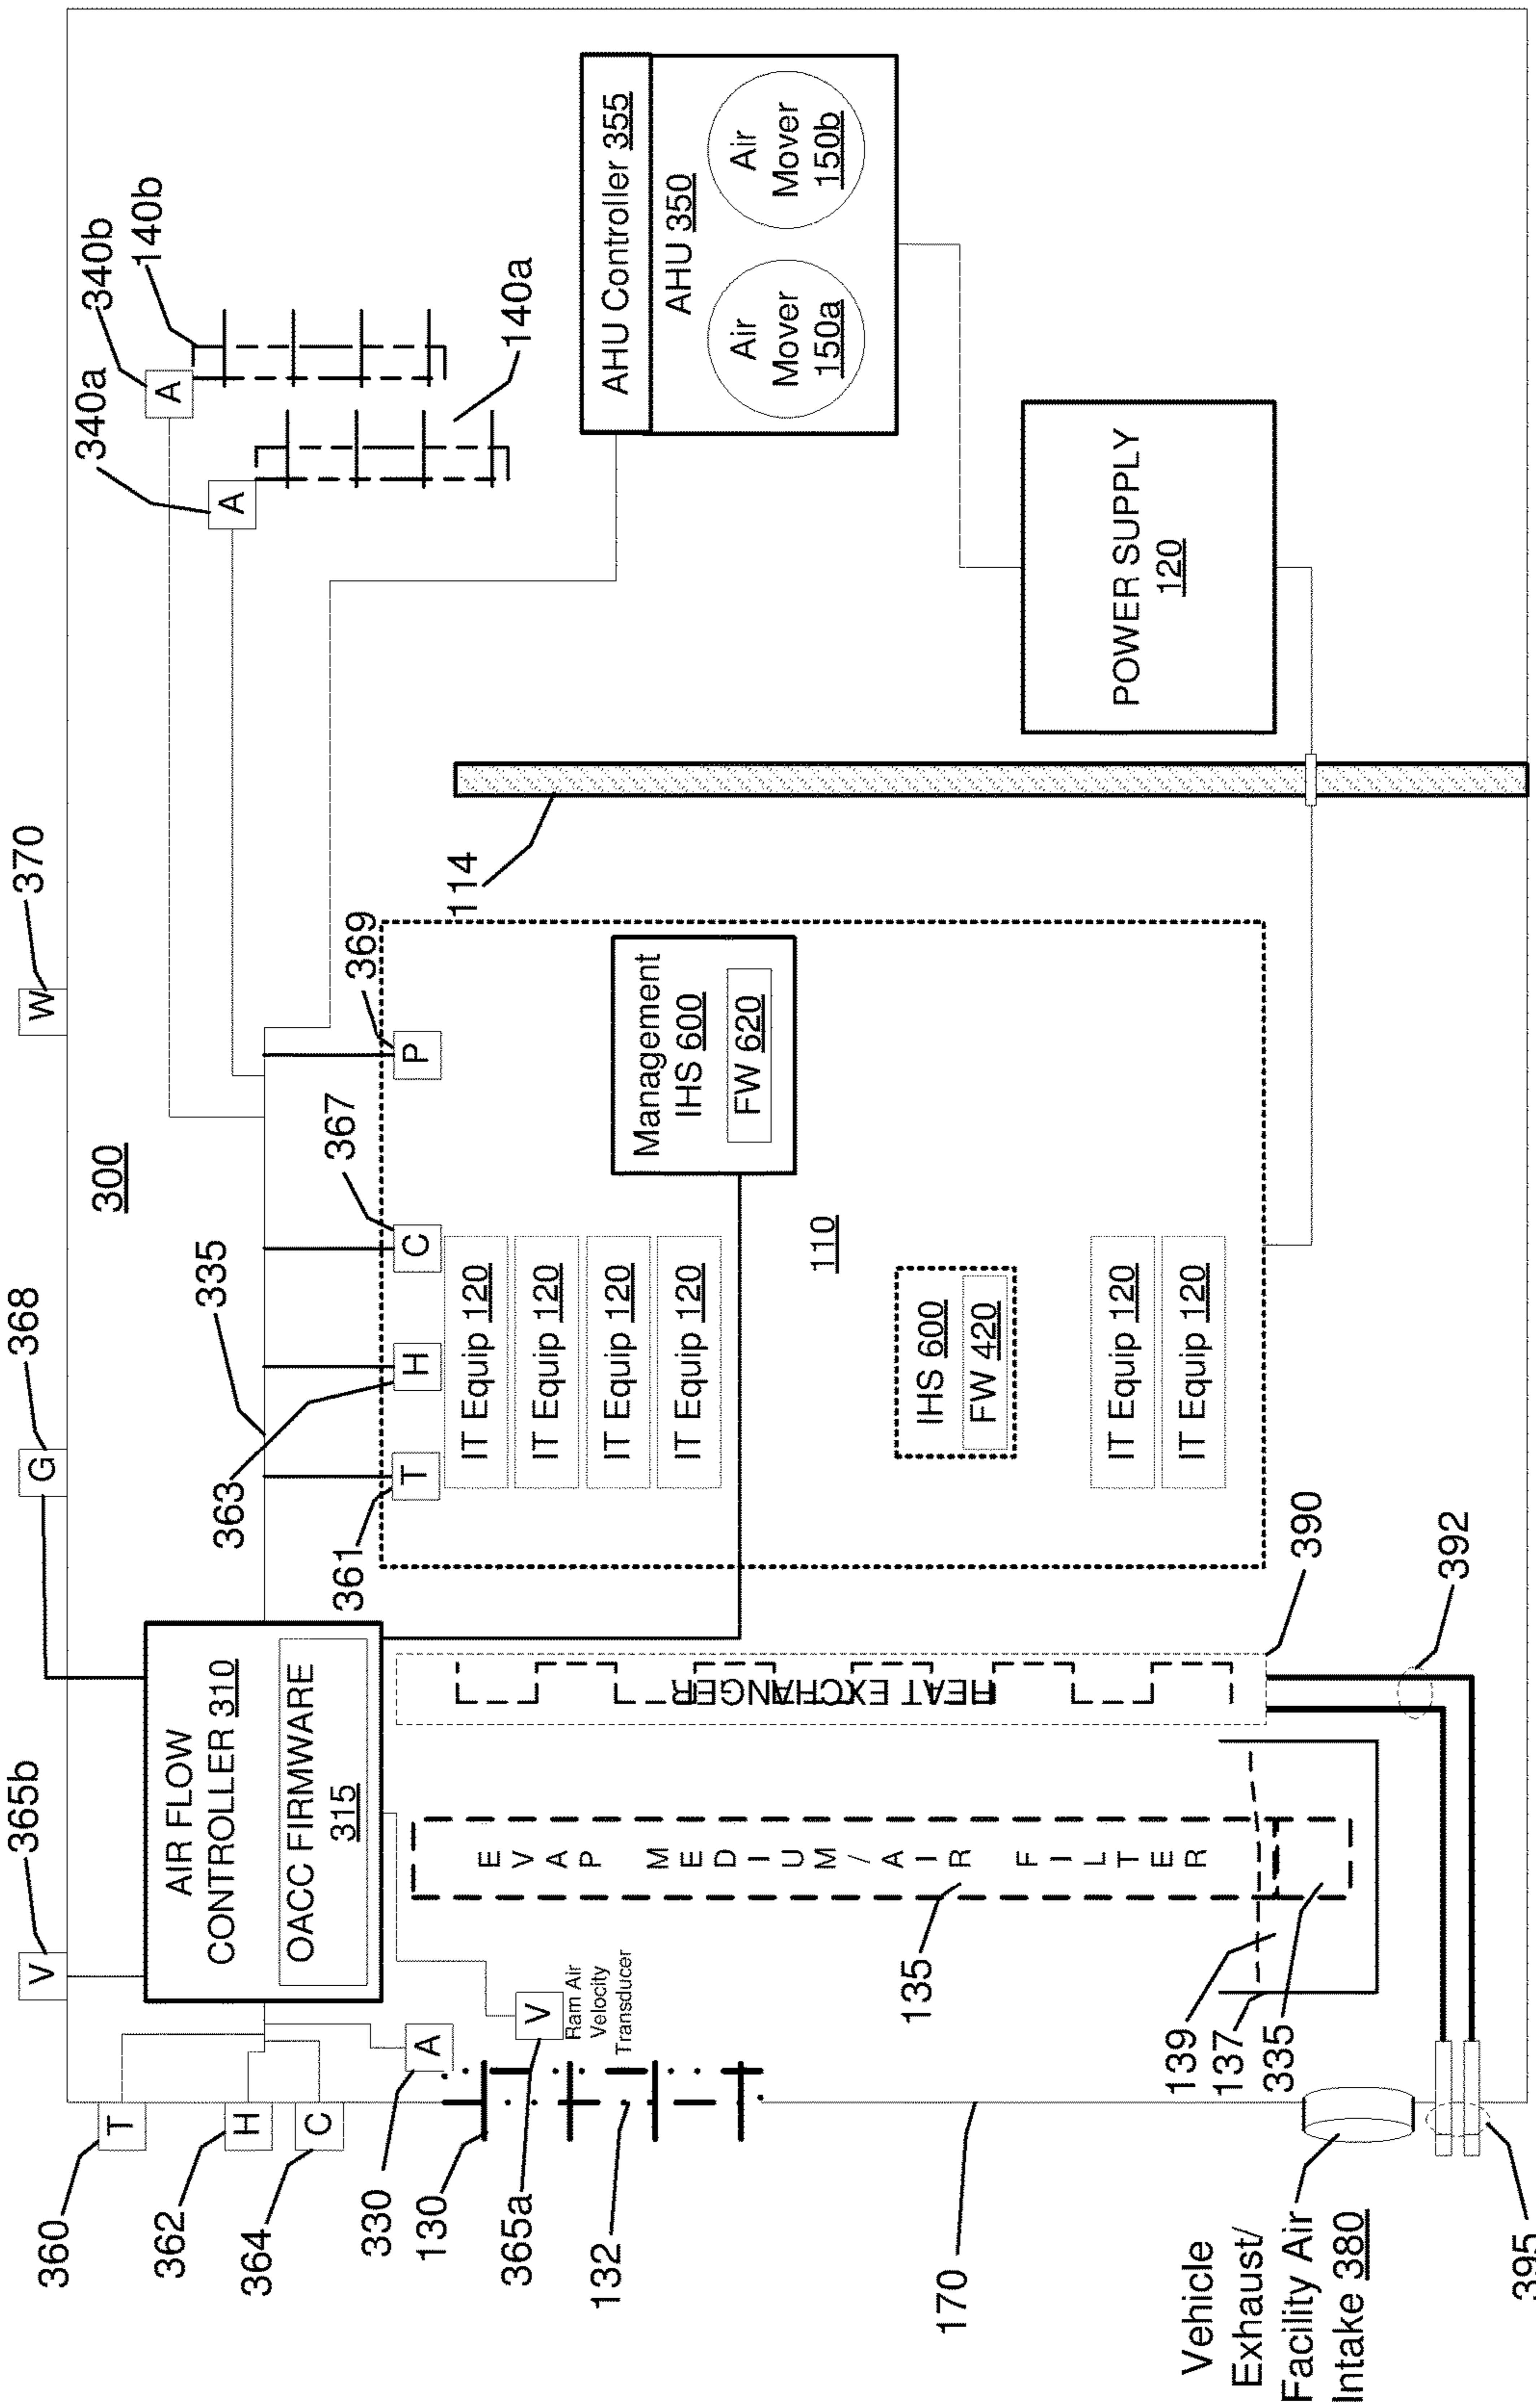 300
365b
V
368
G
370
W
360
T
362
H
364
C
330
A
130
365a
V
Ram Air
Velocity
Transducer
132
170
AIR FLOW
CONTROLLER 310
OACC FIRMWARE
315
335
340a
A
340b
A
140b
140a
361
T
363
H
367
C
369
P
114
IT Equip 120
IT Equip 120
IT Equip 120
IT Equip 120
Management
IHS 600
FW 620
110
IHS 600
FW 420
IT Equip 120
IT Equip 120
AHU Controller 355
AHU 350
Air
Mover
150a
Air
Mover
150b
POWER SUPPLY
120
EVAP MEDIUM/AIR FILTER
135
HEAT EXCHANGER
139
137
335
390
392
Vehicle
Exhaust/
Facility Air
Intake 380
395